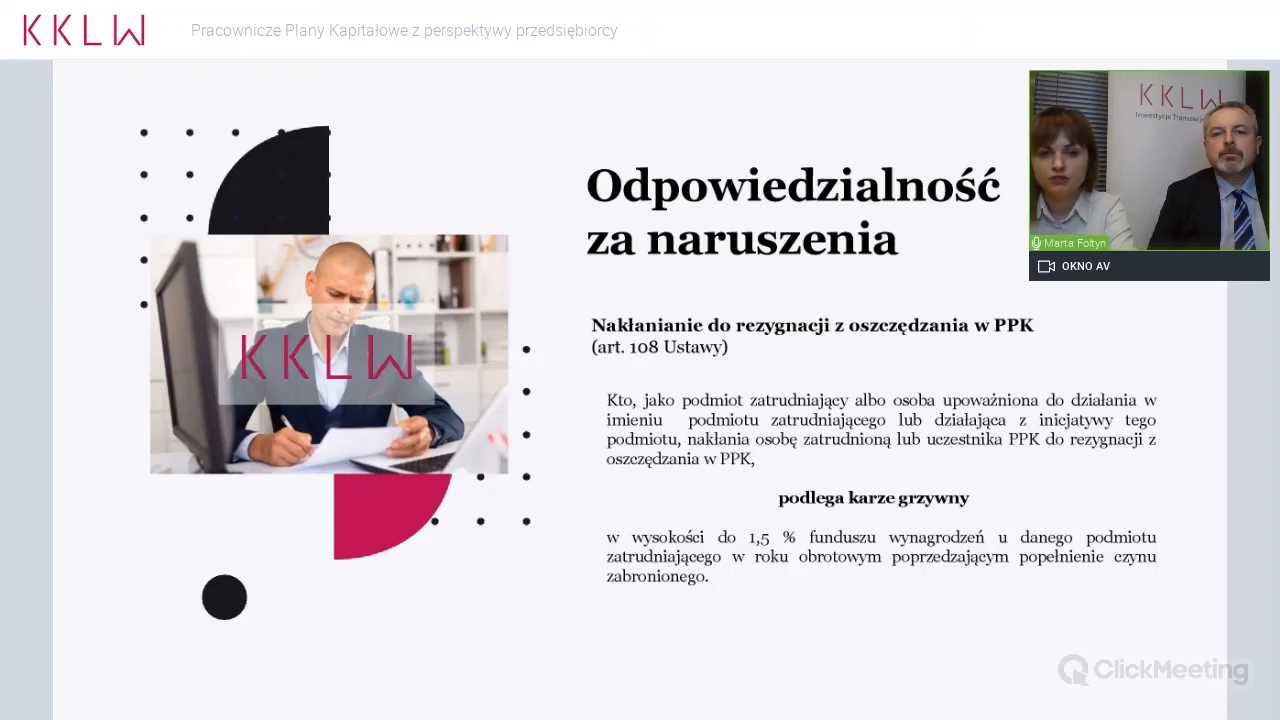 KKLW
Pracownicze Plany Kapitałowe z perspektywy przedsiębiorcy
KKLW
Inwestycje Transakcje
Marta Foltyn
OKNO AV
Odpowiedzialność
za naruszenia
KKLW
Nakłanianie do rezygnacji z oszczędzania w PPK
(art. 108 Ustawy)
Kto, jako podmiot zatrudniający albo osoba upoważniona do działania w
imieniu podmiotu zatrudniającego lub działająca z inicjatywy tego
podmiotu, nakłania osobę zatrudnioną lub uczestnika PPK do rezygnacji z
oszczędzania w PPK,
podlega karze grzywny
w wysokości do 1,5 % funduszu wynagrodzeń u danego podmiotu
zatrudniającego w roku obrotowym poprzedzającym popełnienie czynu
zabronionego.
ClickMeeting